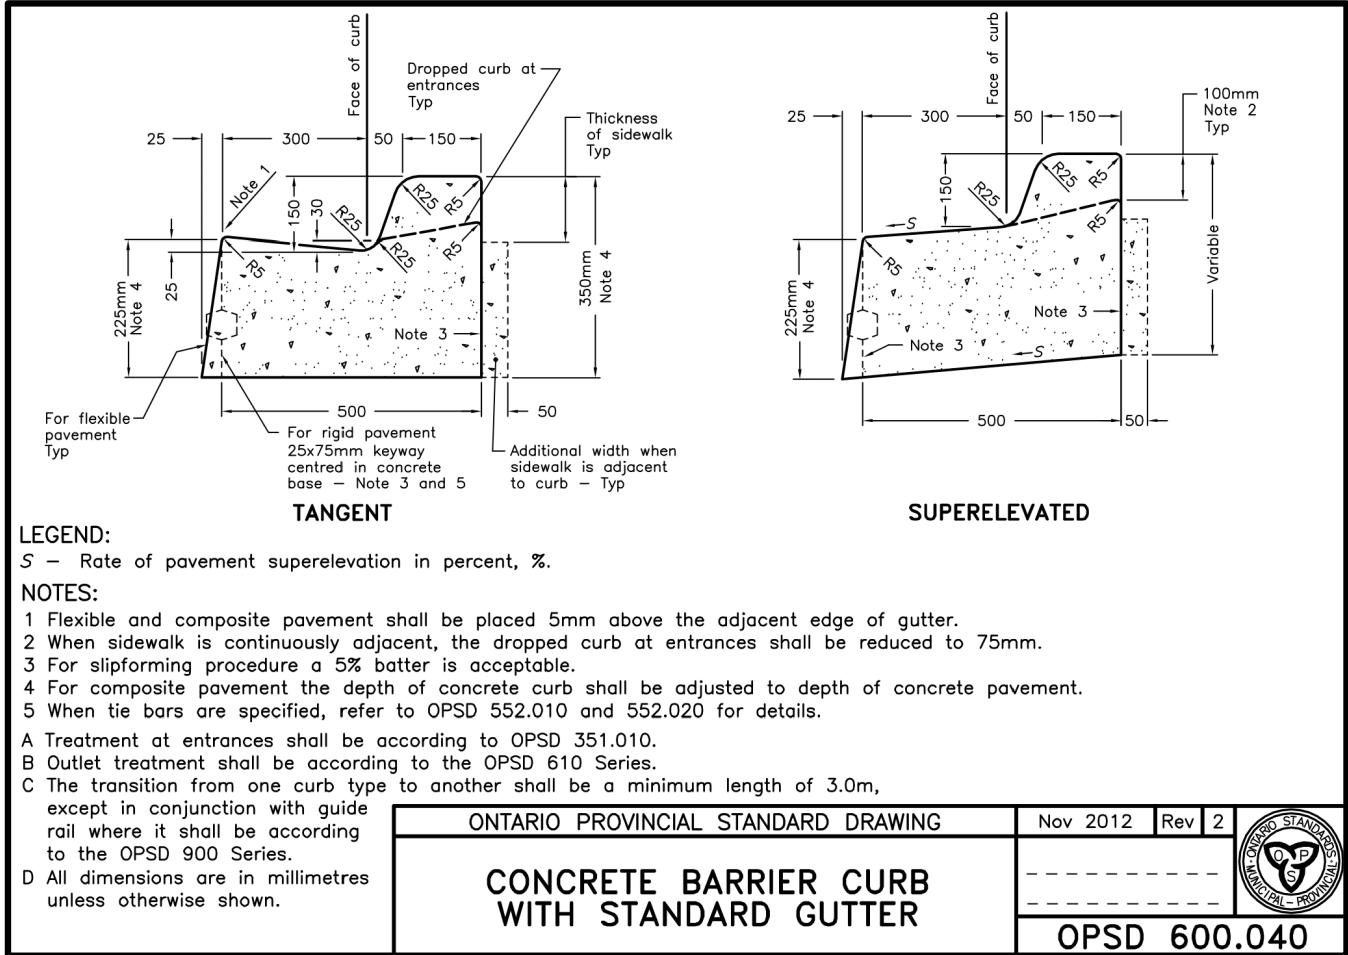 Face of curb
Dropped curb at
entrances
Typ
Thickness
of sidewalk
Typ
25
300
50
150
Note 1
150
30
R25
R25
R5
R5
R25
R5
25
225mm
Note 4
350mm
Note 4
Note 3
500
50
For flexible
pavement
Typ
For rigid pavement
25x75mm keyway
centred in concrete
base – Note 3 and 5
Additional width when
sidewalk is adjacent
to curb – Typ
TANGENT
Face of curb
100mm
Note 2
Typ
25
300
50
150
150
R25
R25
R5
R5
S
R5
225mm
Note 4
Variable
Note 3
Note 3
S
500
50
SUPERELEVATED
LEGEND:
S – Rate of pavement superelevation in percent, %.
NOTES:
1 Flexible and composite pavement shall be placed 5mm above the adjacent edge of gutter.
2 When sidewalk is continuously adjacent, the dropped curb at entrances shall be reduced to 75mm.
3 For slipforming procedure a 5% batter is acceptable.
4 For composite pavement the depth of concrete curb shall be adjusted to depth of concrete pavement.
5 When tie bars are specified, refer to OPSD 552.010 and 552.020 for details.
A Treatment at entrances shall be according to OPSD 351.010.
B Outlet treatment shall be according to the OPSD 610 Series.
C The transition from one curb type to another shall be a minimum length of 3.0m,
except in conjunction with guide
rail where it shall be according
to the OPSD 900 Series.
D All dimensions are in millimetres
unless otherwise shown.
ONTARIO PROVINCIAL STANDARD DRAWING
Nov 2012 Rev 2
CONCRETE BARRIER CURB
WITH STANDARD GUTTER
ONTARIO STANDARDS
MUNICIPAL – PROVINCIAL
O P
S
OPSD 600.040